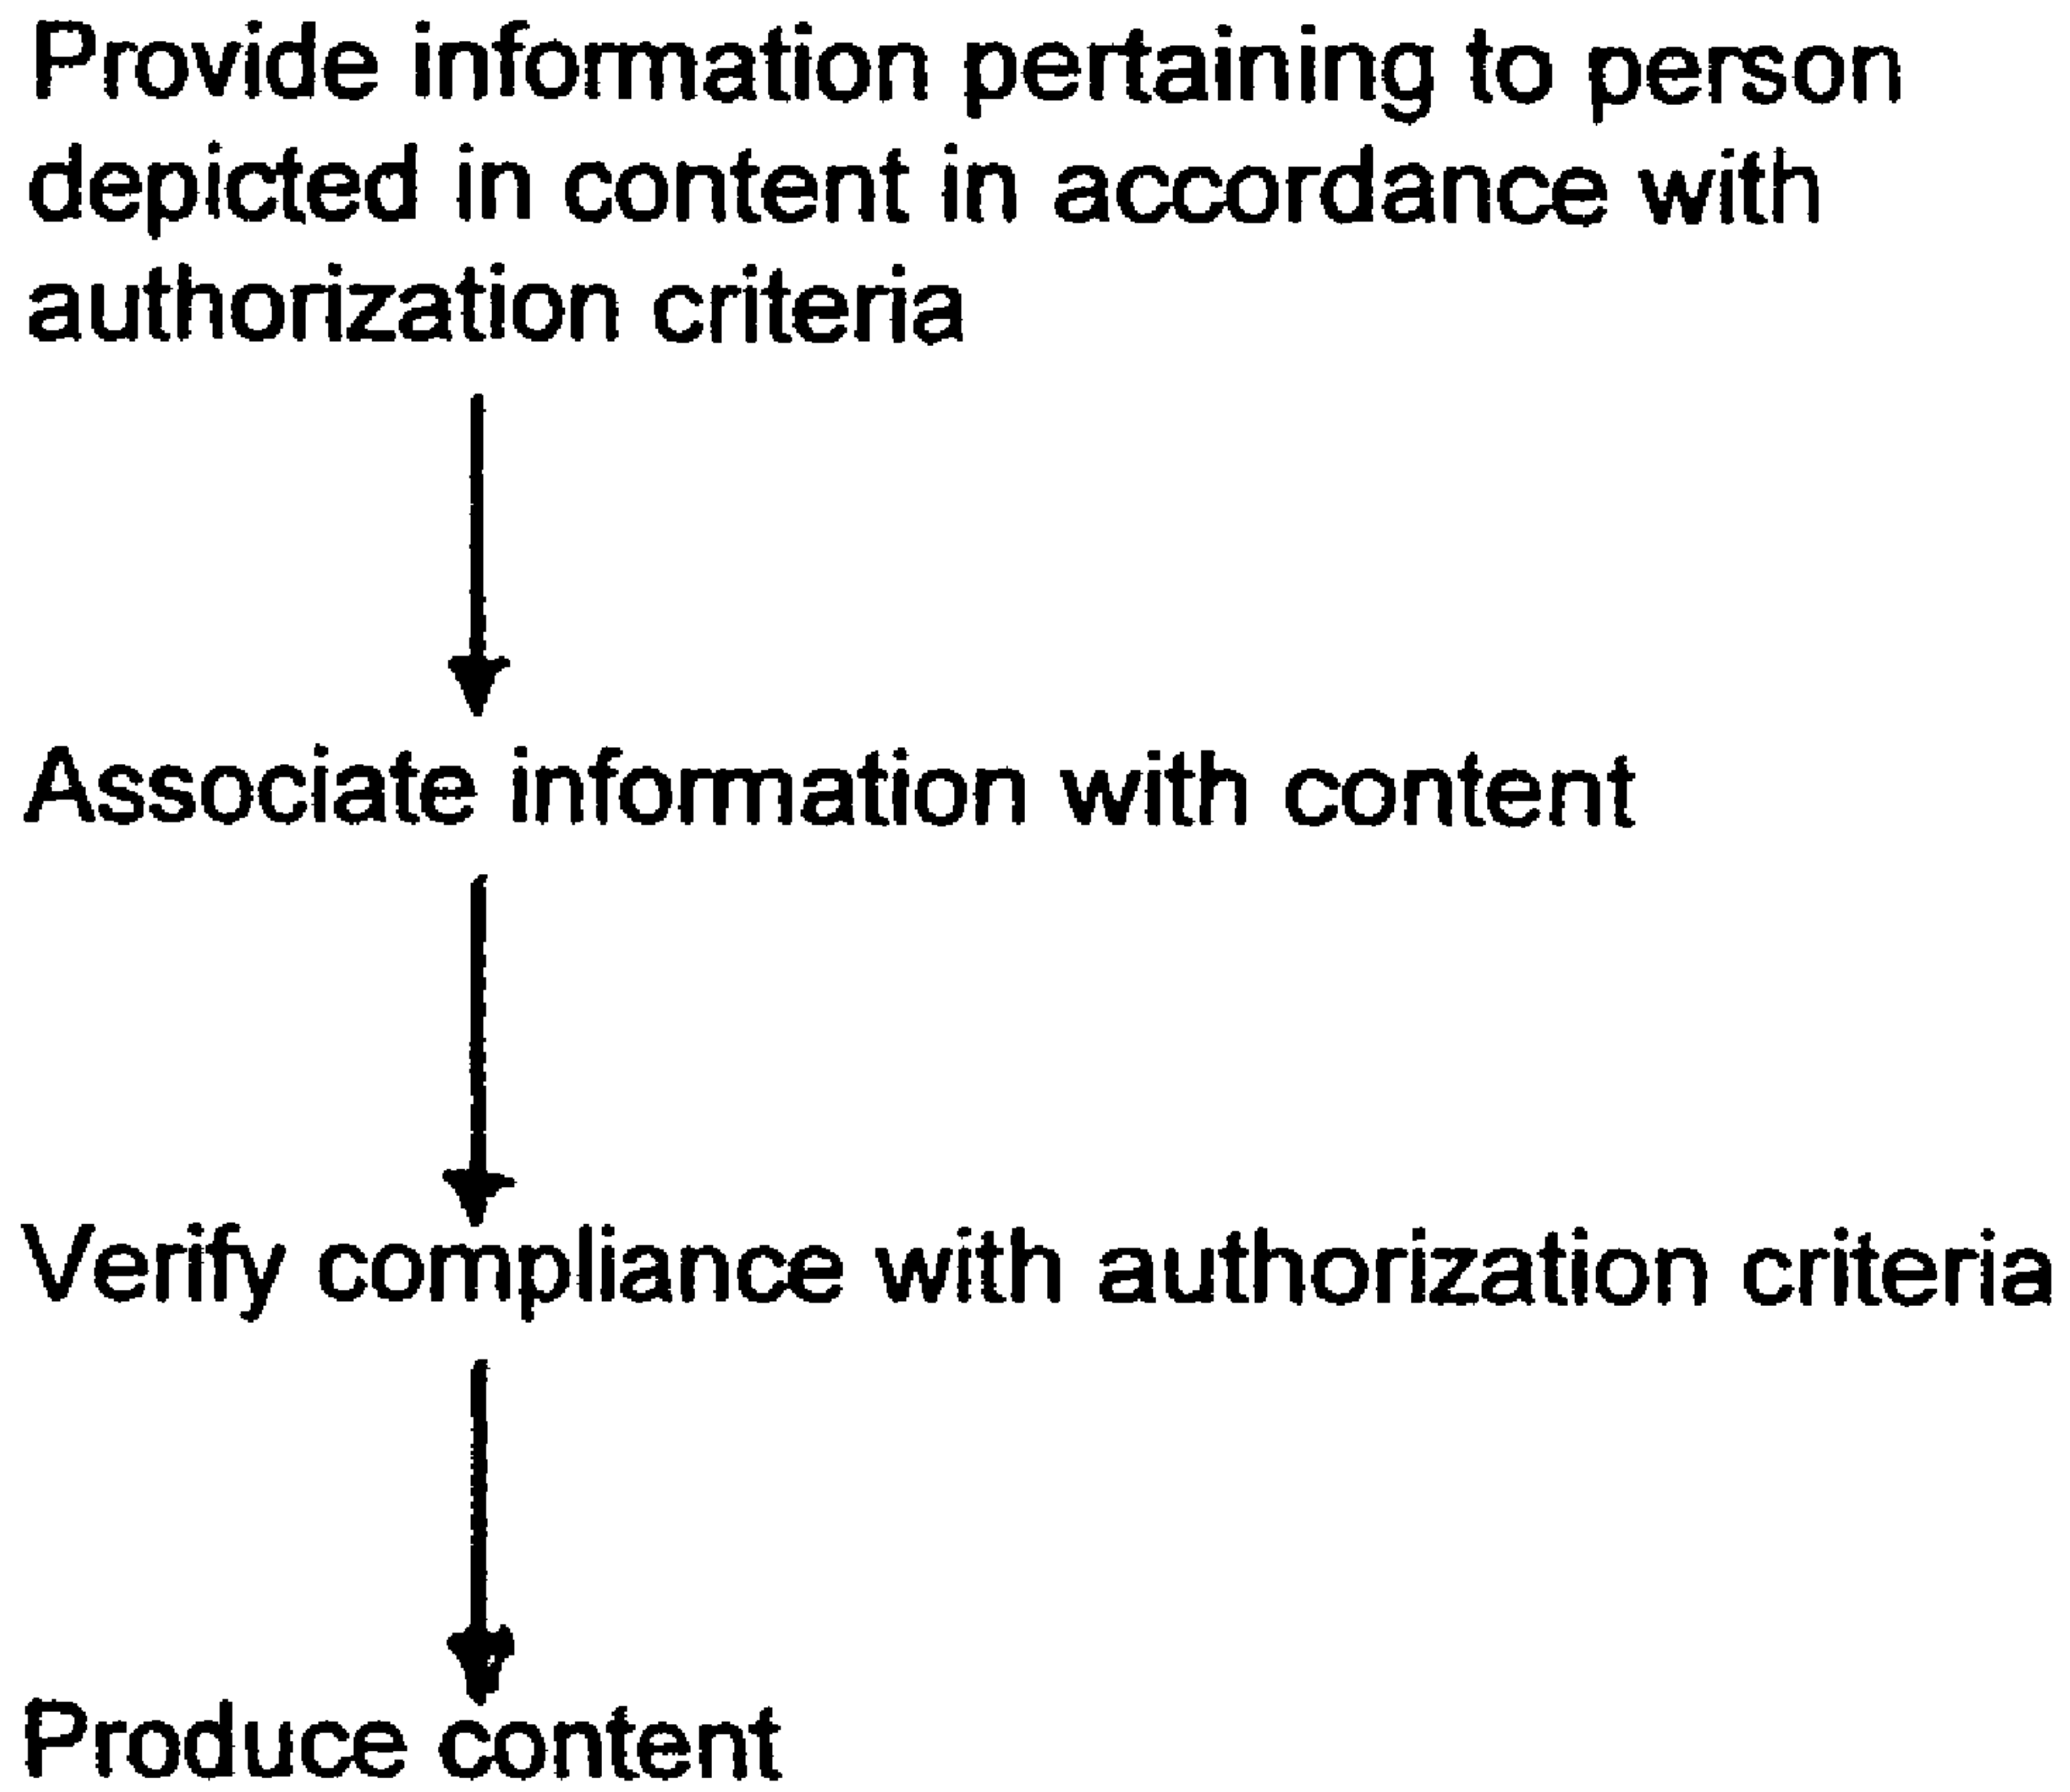 Provide information pertaining to person
depicted in content in accordance with
authorization criteria
Associate information with content
Verify compliance with authorization criteria
Produce content